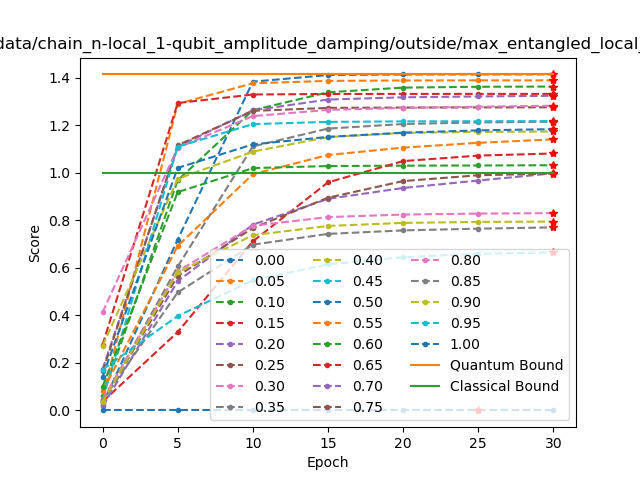 data/chain_n-local_1-qubit_amplitude_damping/outside/max_entangled_local_
Score
1.4
1.2
1.0
0.8
0.6
0.4
0.2
0.0
0.00 0.40 0.80
0.05 0.45 0.85
0.10 0.50 0.90
0.15 0.55 0.95
0.20 0.60 1.00
0.25 0.65 Quantum Bound
0.30 0.70 Classical Bound
0.35 0.75
0 5 10 15 20 25 30
Epoch